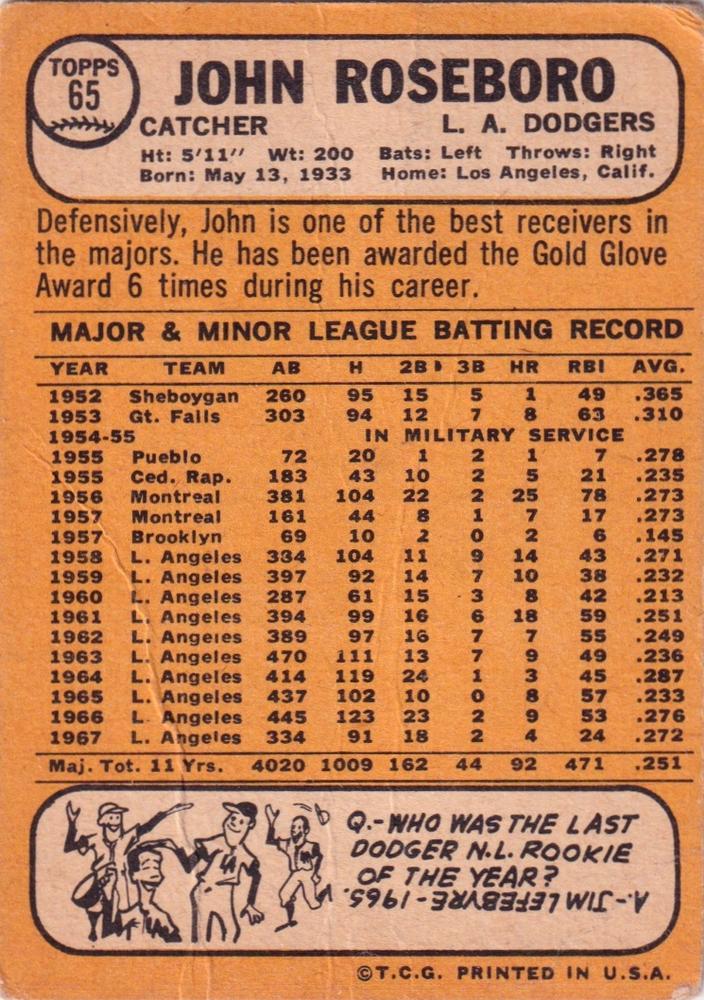 TOPPS
65
JOHN ROSEBORO
CATCHER L. A. DODGERS
Ht: 5'11" Wt: 200 Bats: Left Throws: Right
Born: May 13, 1933 Home: Los Angeles, Calif.
Defensively, John is one of the best receivers in
the majors. He has been awarded the Gold Glove
Award 6 times during his career.
MAJOR & MINOR LEAGUE BATTING RECORD
YEAR TEAM AB H 2B 3B HR RBI AVG.
1952 Sheboygan 260 95 15 5 1 49 .365
1953 Gt. Falls 303 94 12 7 8 63 .310
1954-55 IN MILITARY SERVICE
1955 Pueblo 72 20 1 2 1 7 .278
1955 Ced. Rap. 183 43 10 2 5 21 .235
1956 Montreal 381 104 22 2 25 78 .273
1957 Montreal 161 44 8 1 7 17 .273
1957 Brooklyn 69 10 2 0 2 6 .145
1958 L. Angeles 334 104 11 9 14 43 .271
1959 L. Angeles 397 92 14 7 10 38 .232
1960 L. Angeles 287 61 15 3 8 42 .213
1961 L. Angeles 394 99 16 6 18 59 .251
1962 L. Angeles 389 97 16 7 7 55 .249
1963 L. Angeles 470 111 13 7 9 49 .236
1964 L. Angeles 414 119 24 1 3 45 .287
1965 L. Angeles 437 102 10 0 8 57 .233
1966 L. Angeles 445 123 23 2 9 53 .276
1967 L. Angeles 334 91 18 2 4 24 .272
Maj. Tot. 11 Yrs. 4020 1009 162 44 92 471 .251
Q.-WHO WAS THE LAST
DODGER N.L. ROOKIE
OF THE YEAR?
A.-JIM LEFEBVRE-1965.
©T.C.G. PRINTED IN U.S.A.